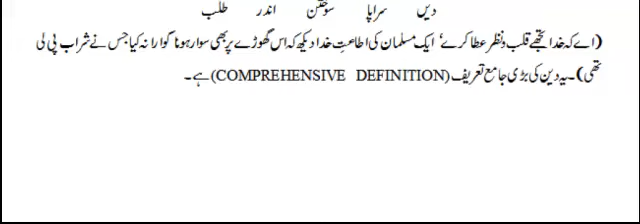 دیں سراپا سوختن اندر طلب
(اے کہ خدا تجھے قلب و نظر عطا کرے، ایک مسلمان کی اطاعتِ خدا دیکھ کہ اس گھوڑے پر بھی سوار ہونا گوارا نہ کیا جس نے شراب پی لی
تھی)۔ یہ دین کی بڑی جامع تعریف (COMPREHENSIVE DEFINITION) ہے۔